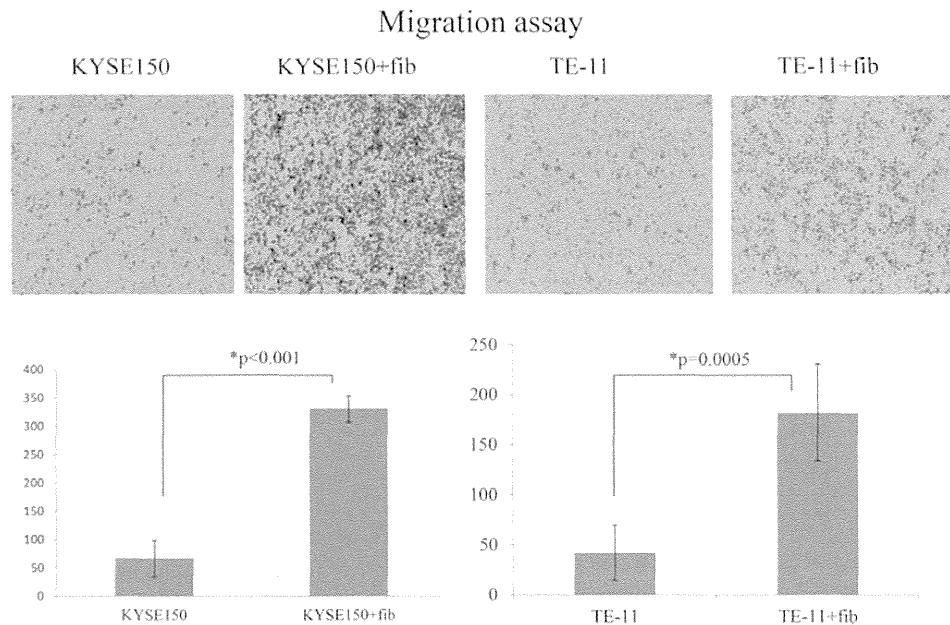 Migration assay
KYSE150
KYSE150+fib
TE-11
TE-11+fib
*p<0.001
400
350
300
250
200
150
100
50
0
KYSE150
KYSE150+fib
*p=0.0005
250
200
150
100
50
0
TE-11
TE-11+fib